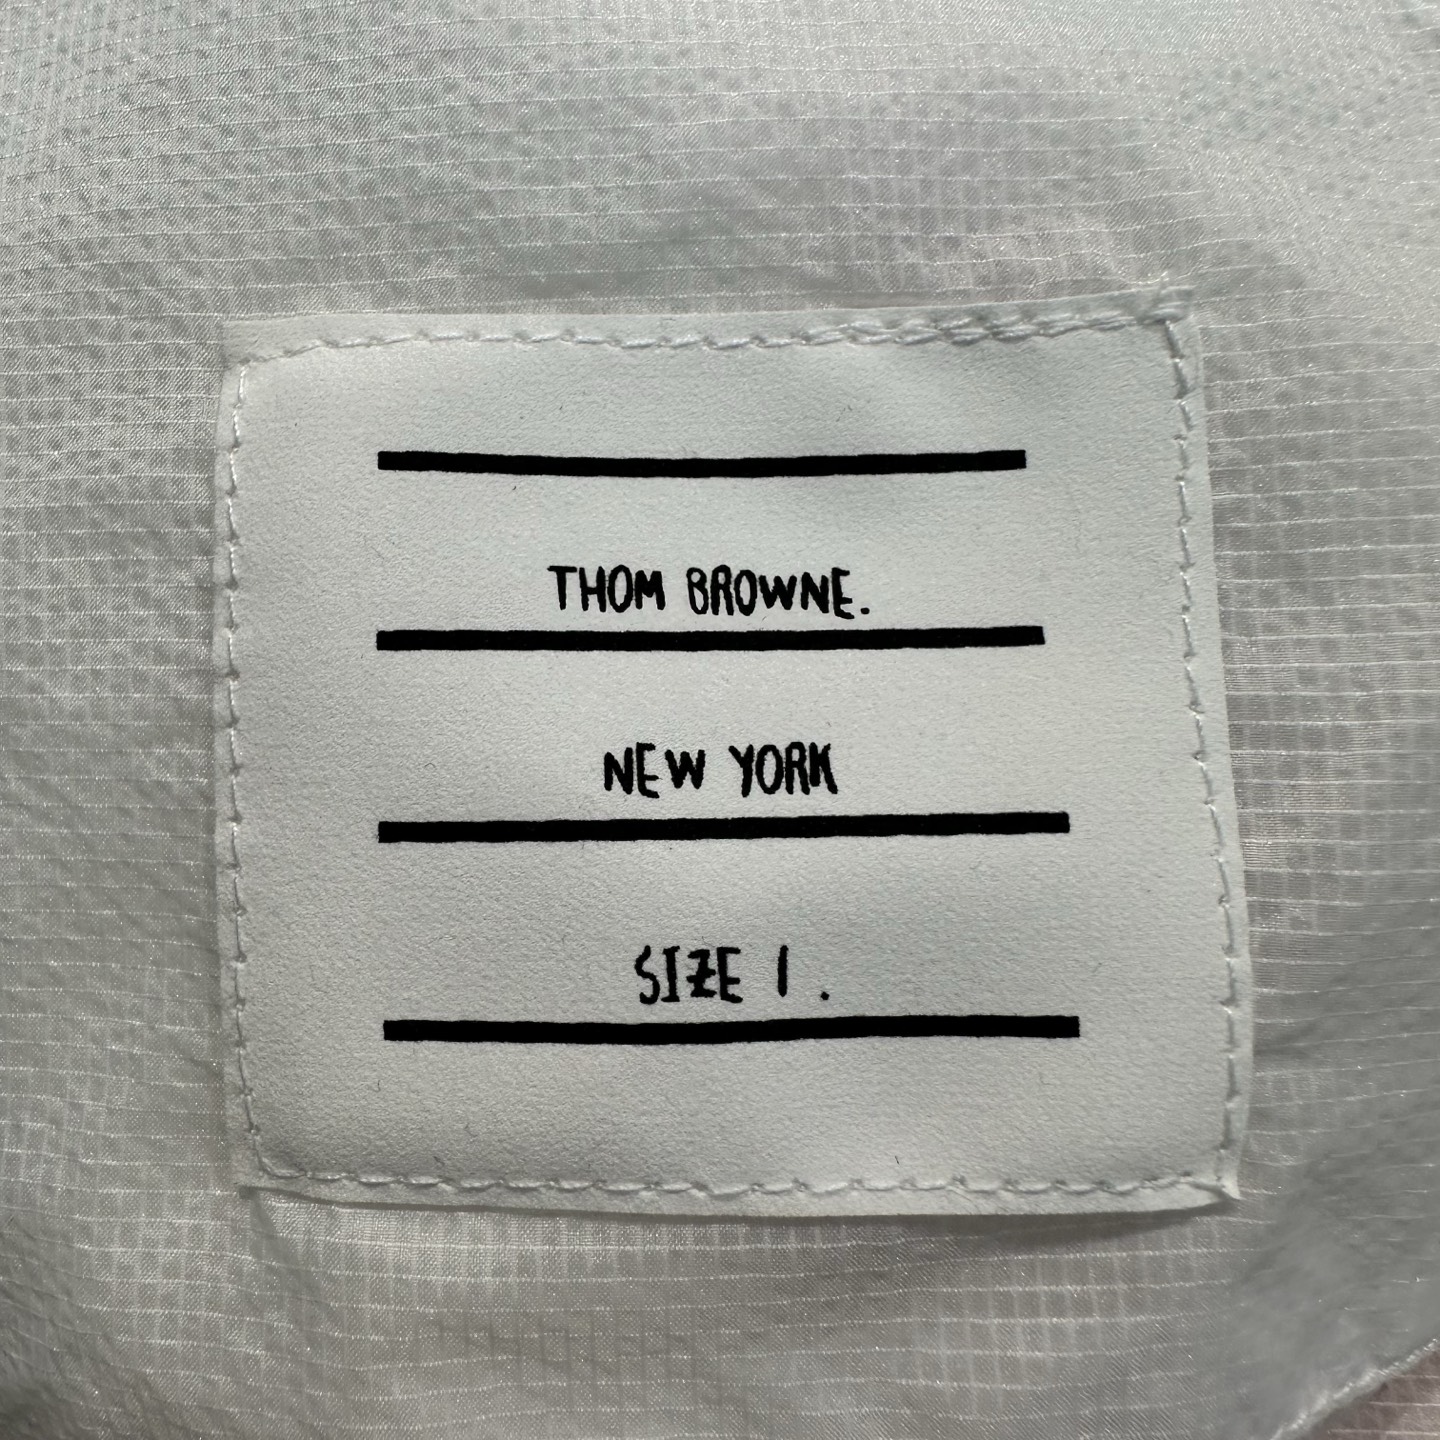 THOM BROWNE.
NEW YORK
SIZE 1.